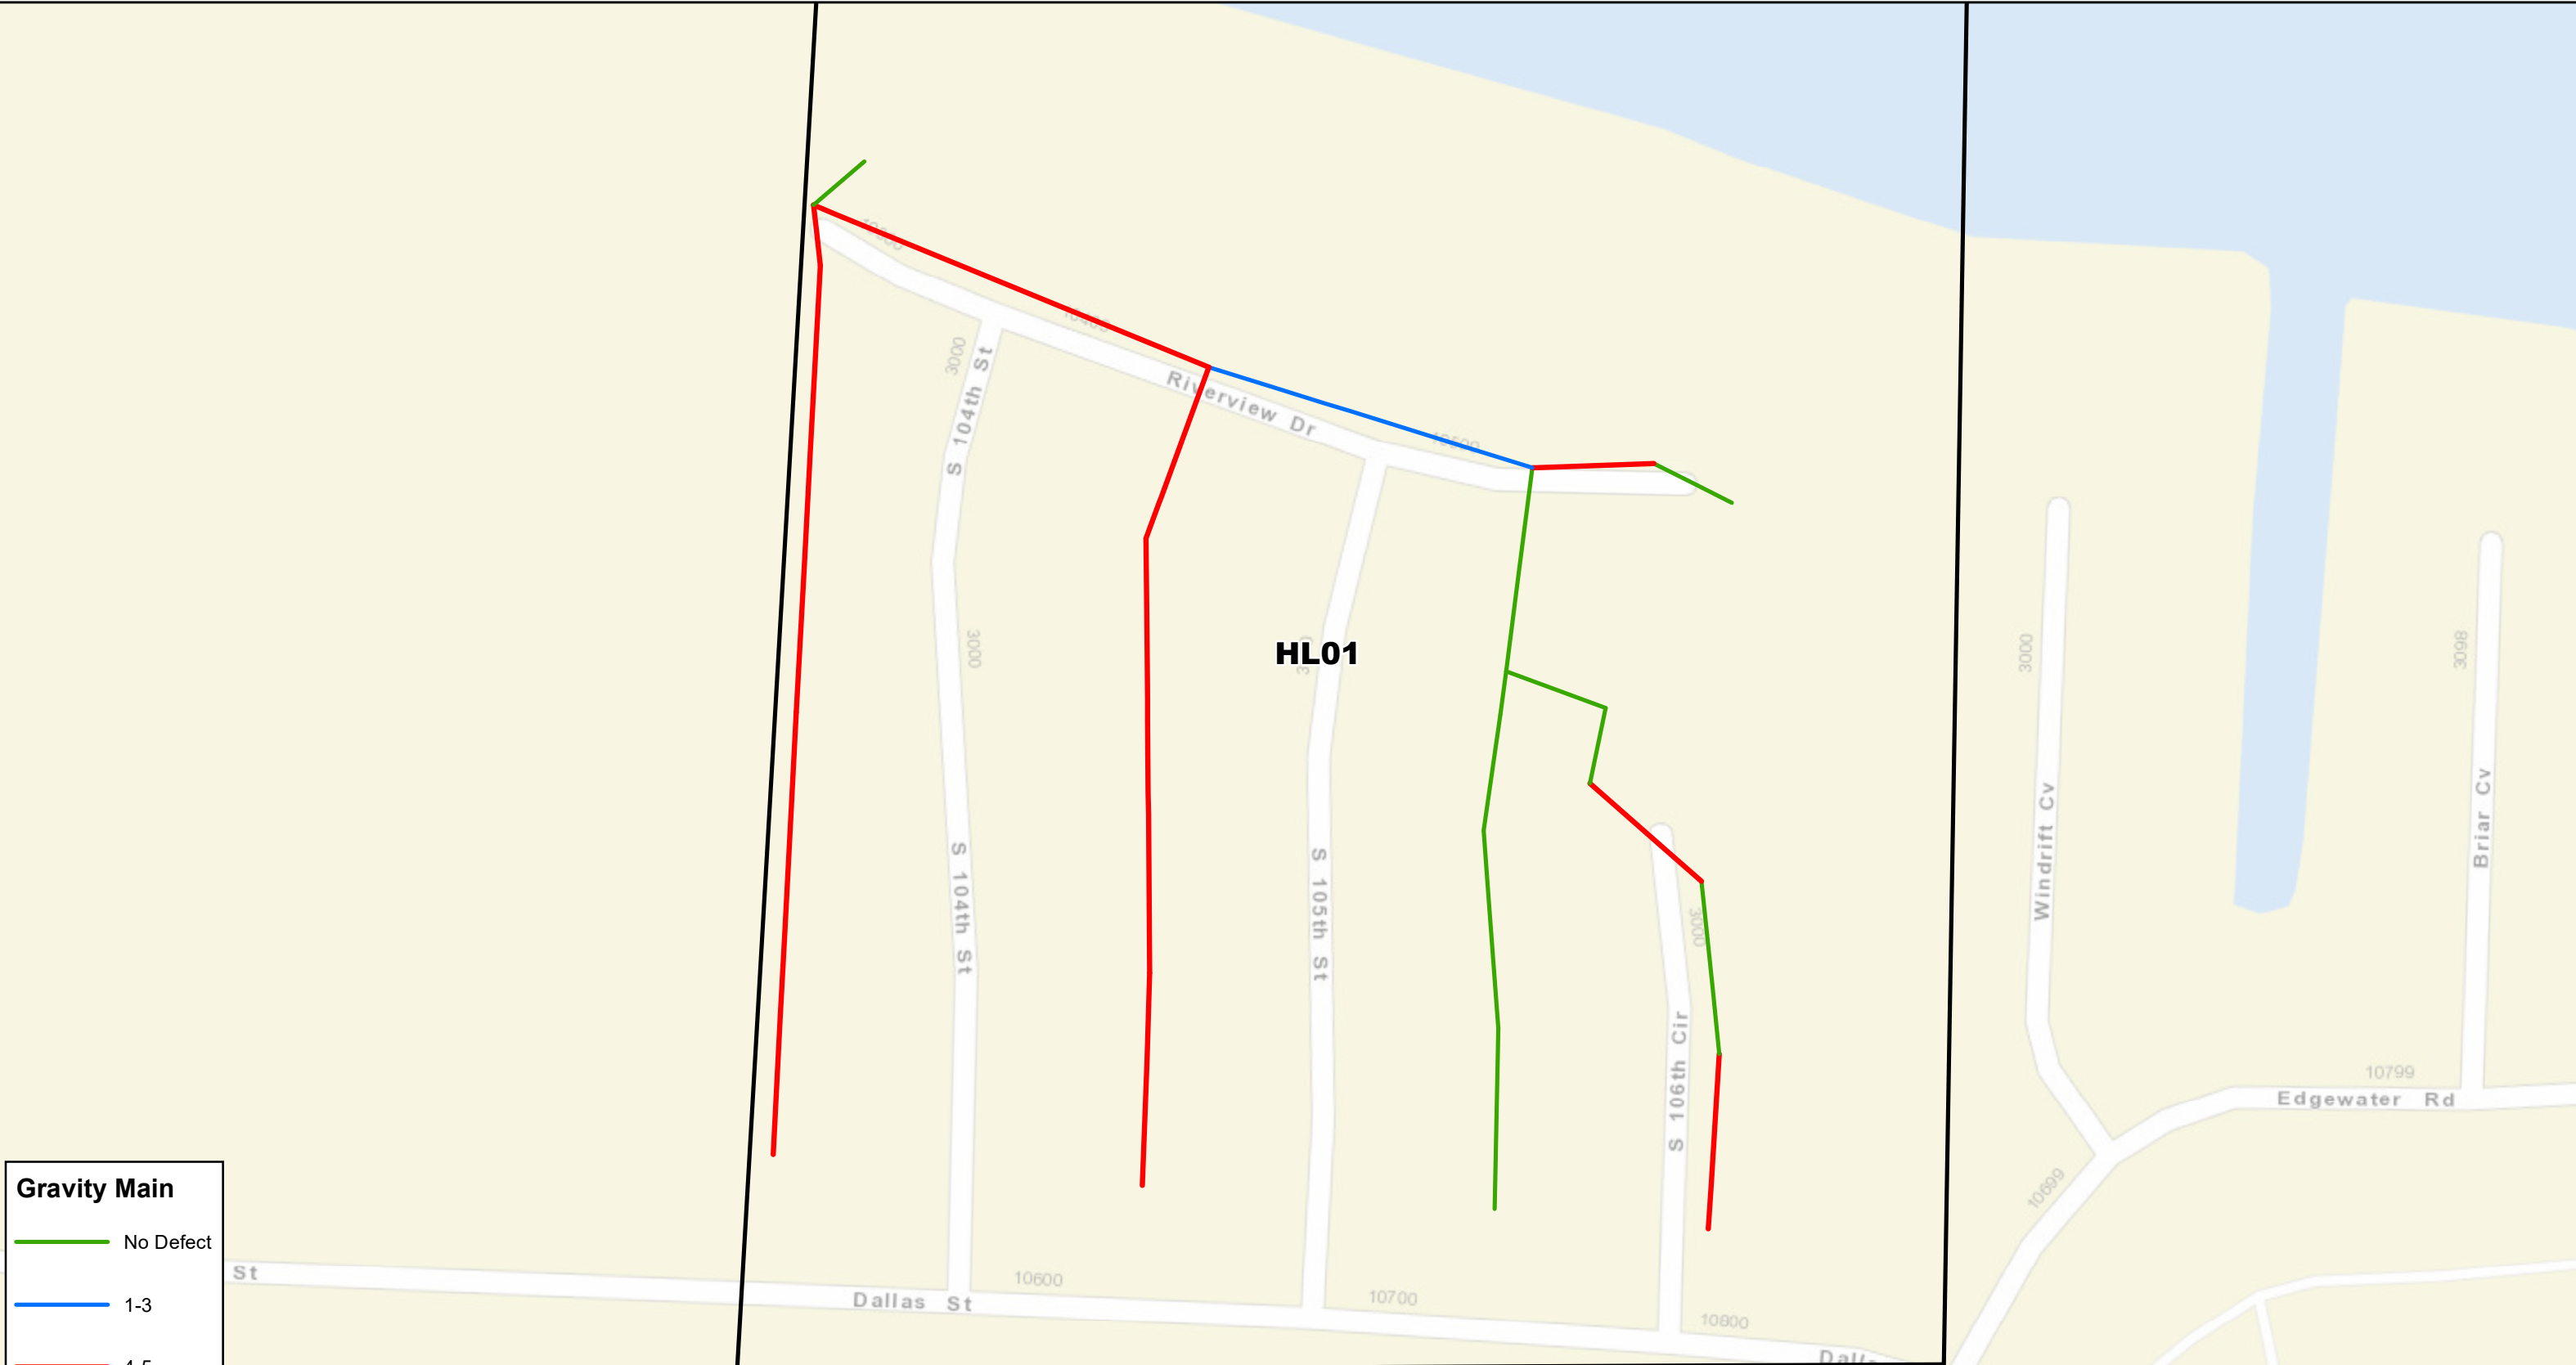 3000
S 104th St
Riverview Dr
3000
HL01
S 104th St
S 105th St
3000
S 106th Cir
3000
Windrift Cv
3098
Briar Cv
10799
Edgewater Rd
10699
Gravity Main
No Defect
1-3
St
Dallas St
10600
10700
10800